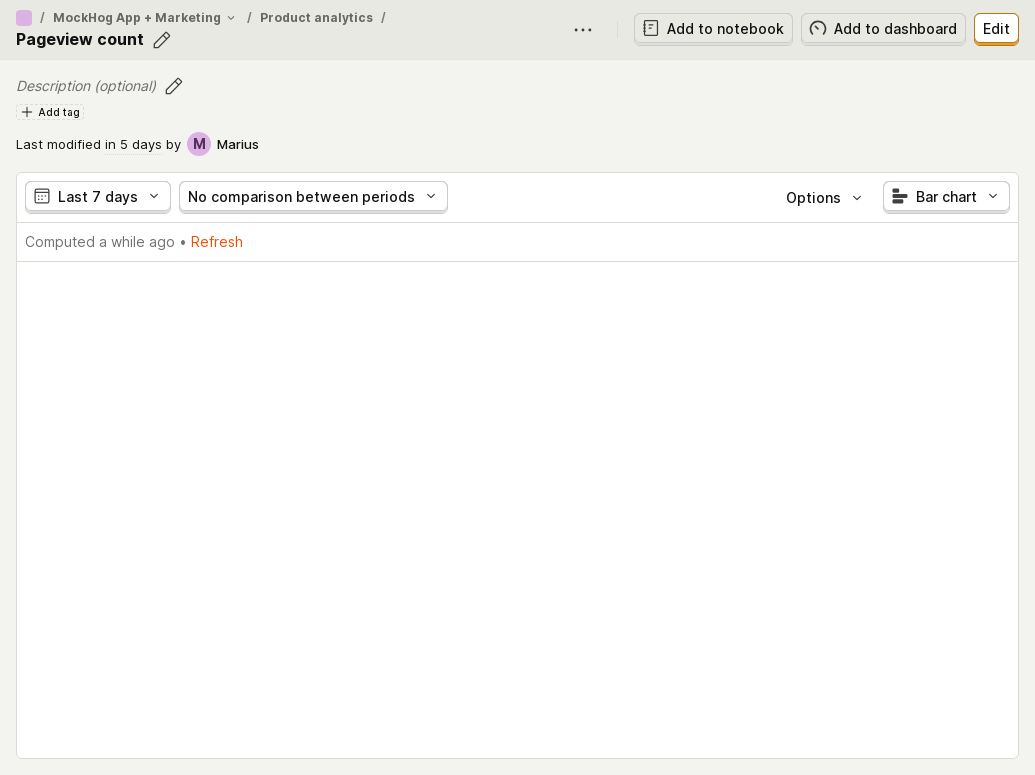 / MockHog App + Marketing / Product analytics /
Pageview count
Add to notebook
Add to dashboard
Edit
Description (optional)
Add tag
Last modified in 5 days by M Marius
Last 7 days
No comparison between periods
Options
Bar chart
Computed a while ago • Refresh